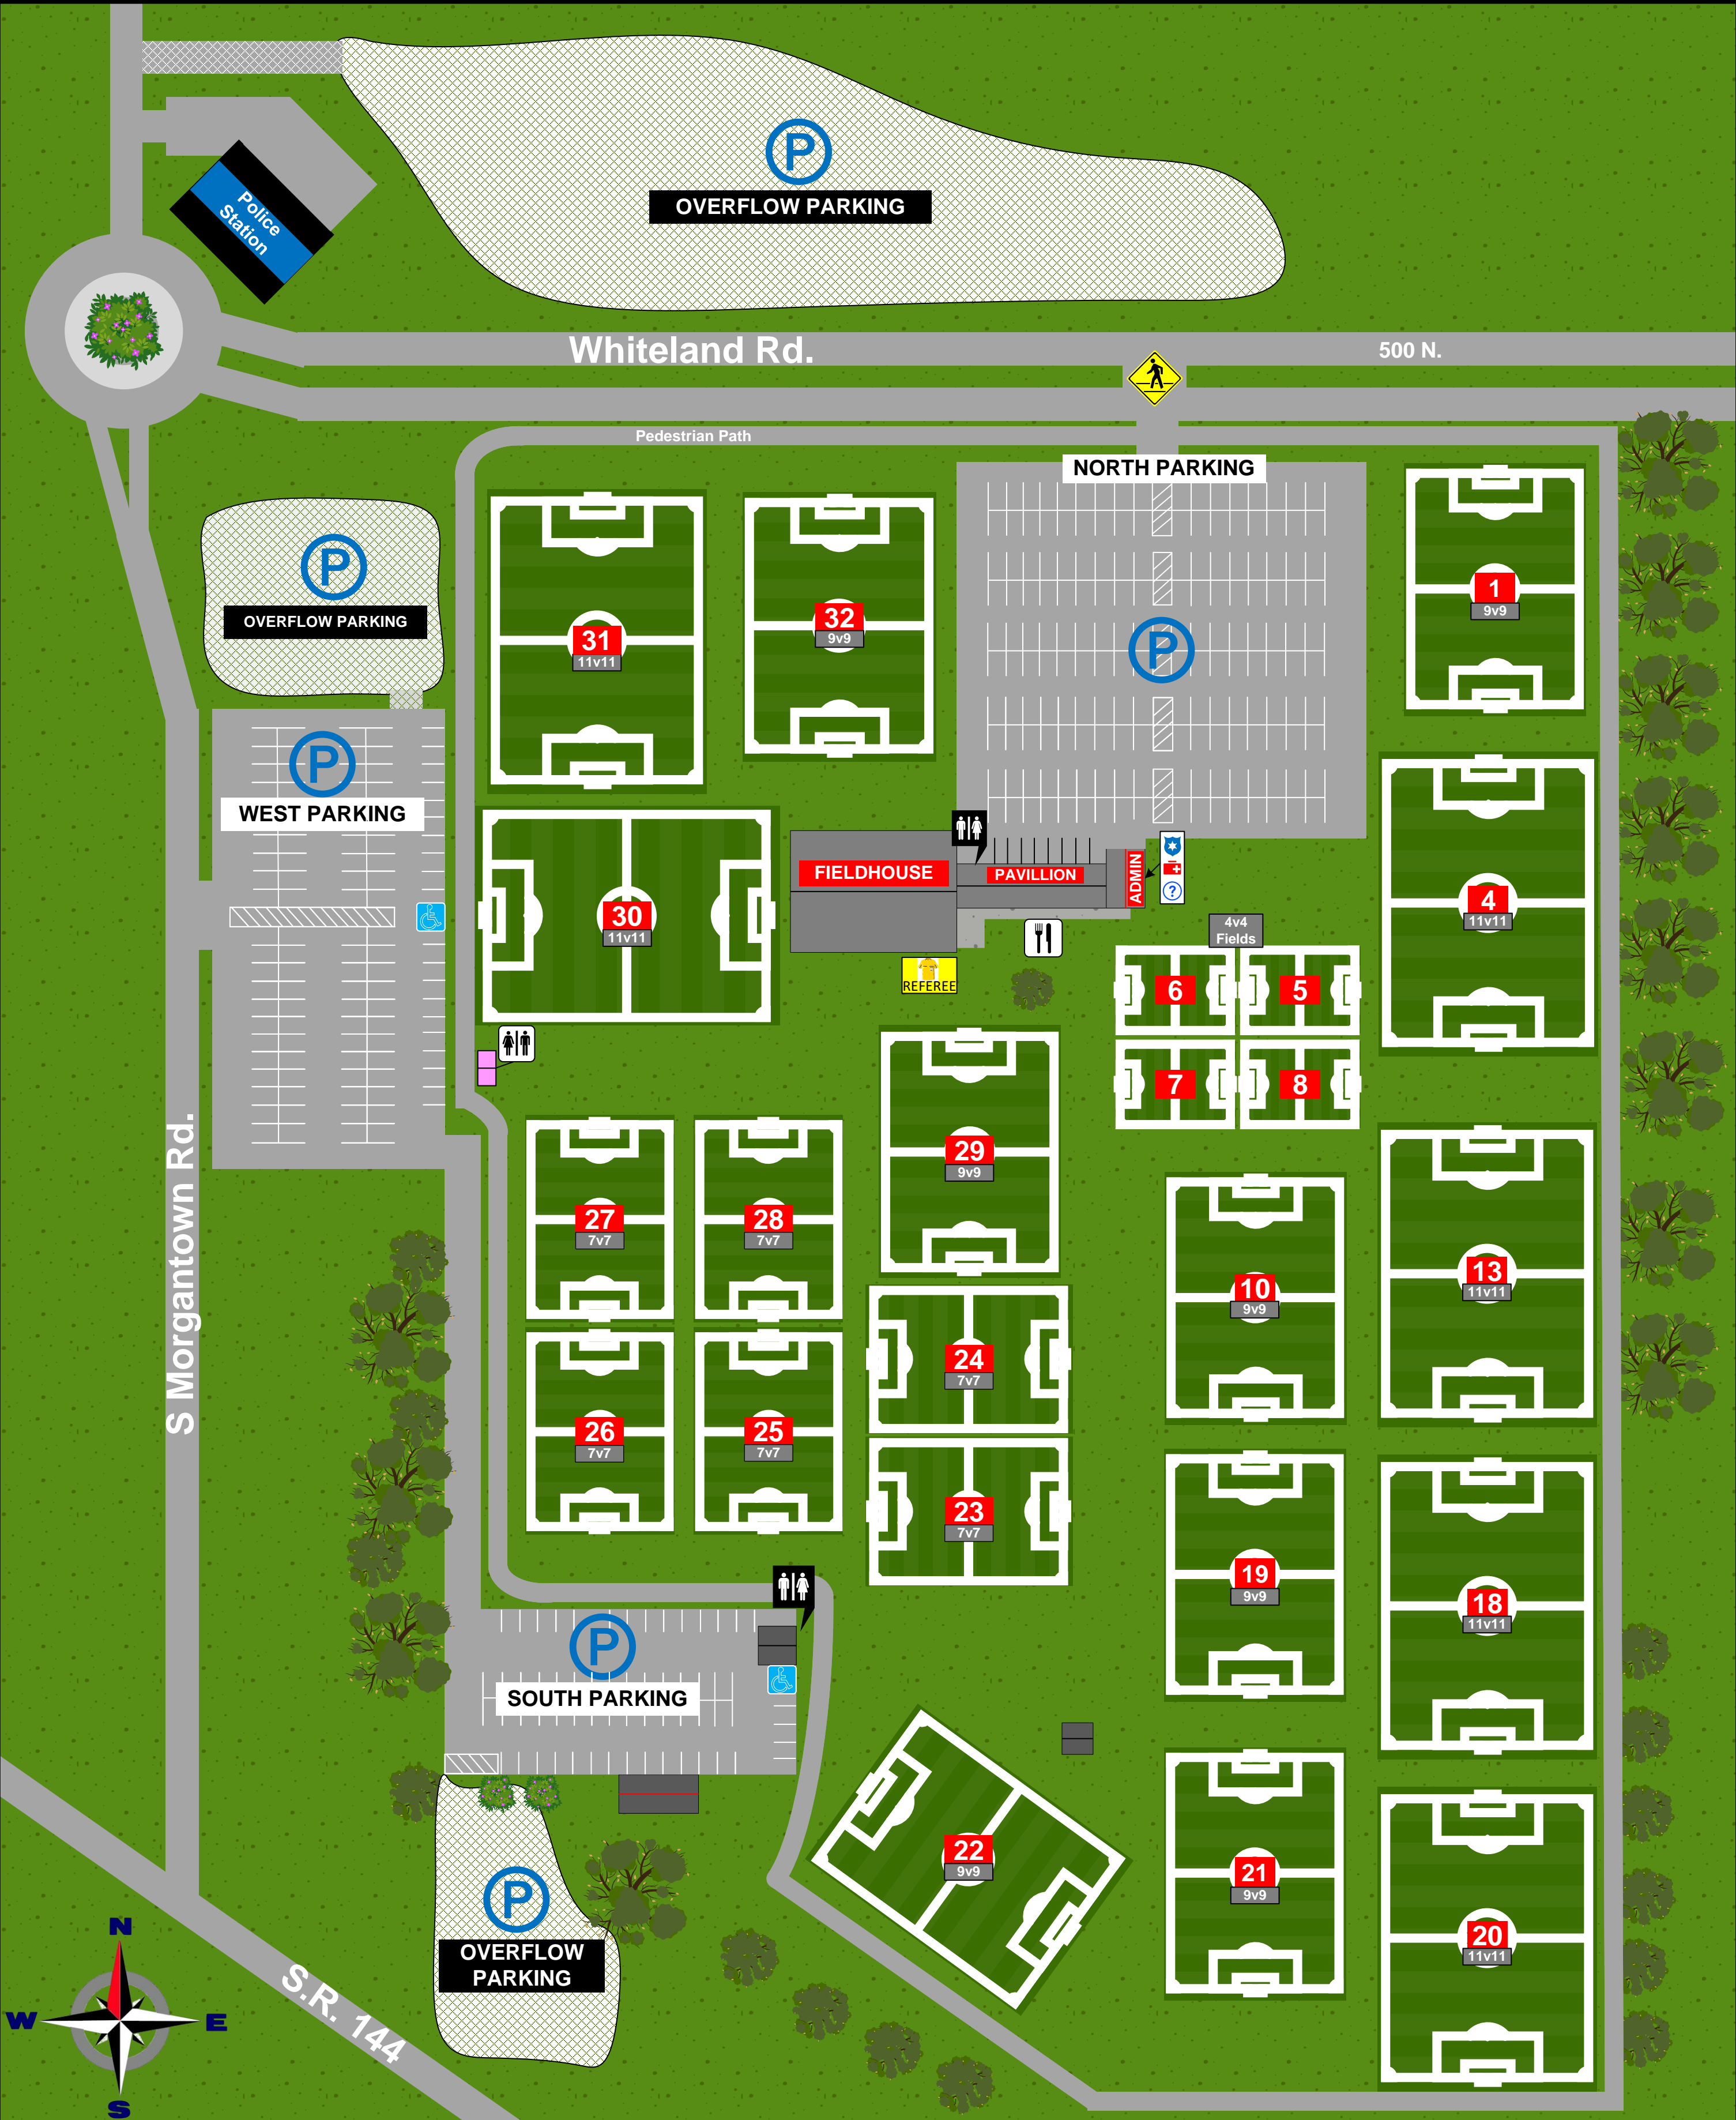 P
OVERFLOW PARKING
Police
Station
Whiteland Rd.
500 N.
Pedestrian Path
NORTH PARKING
P
OVERFLOW PARKING
31
11v11
32
9v9
P
1
9v9
P
WEST PARKING
FIELDHOUSE
PAVILLION
ADMIN
?
30
11v11
REFEREE
4v4
Fields
4
11v11
6
5
7
8
S Morgantown Rd.
27
7v7
28
7v7
29
9v9
10
9v9
13
11v11
26
7v7
25
7v7
24
7v7
23
7v7
19
9v9
18
11v11
P
SOUTH PARKING
22
9v9
21
9v9
20
11v11
P
OVERFLOW
PARKING
S.R. 144
N
W
E
S